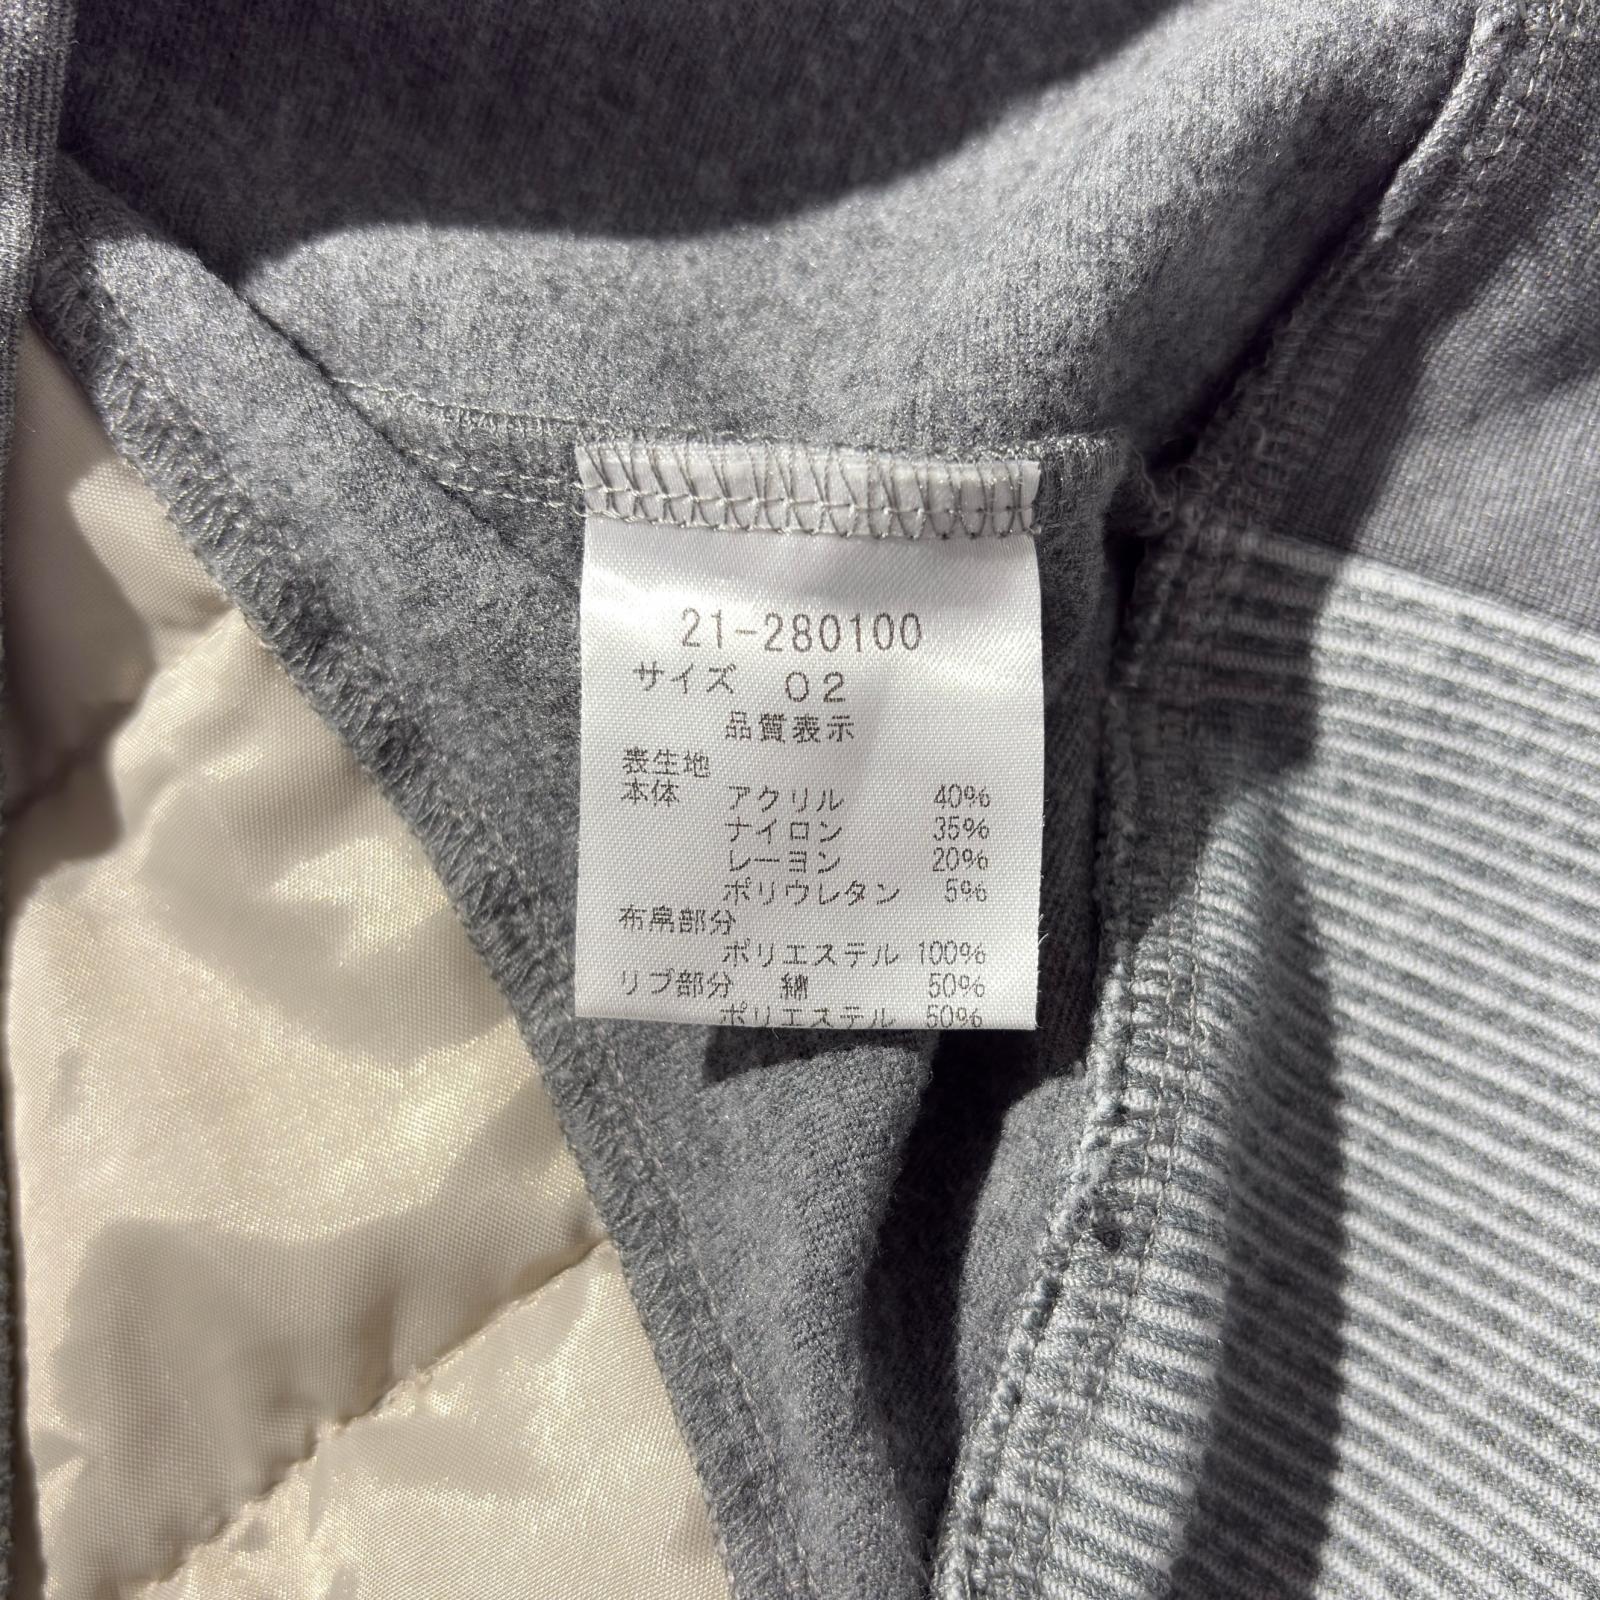 21-280100
サイズ 02
品質表示
表生地
本体 アクリル 40%
ナイロン 35%
レーヨン 20%
ポリウレタン 5%
布帛部分
ポリエステル 100%
リブ部分 綿 50%
ポリエステル 50%